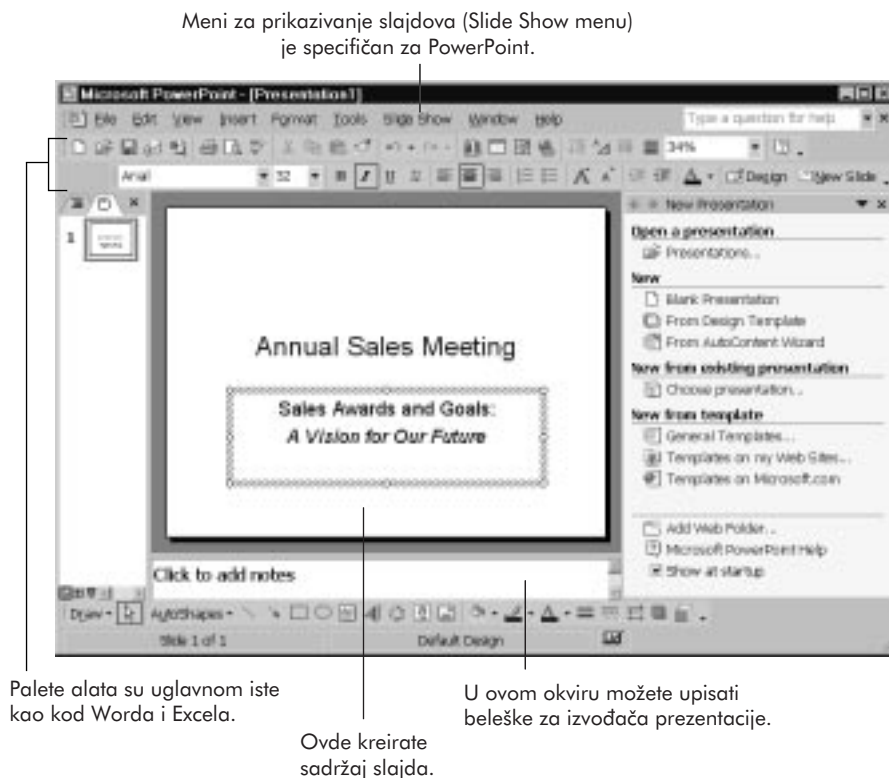 Meni za prikazivanje slajdova (Slide Show menu)
je specifičan za PowerPoint.
Microsoft PowerPoint - [Presentation1]
File Edit View Insert Format Tools Slide Show Window Help
Type a question for help
34%
Arial 32 B I U S Design New Slide
New Presentation
1
Open a presentation
Presentations...
New
Blank Presentation
From Design Template
From AutoContent Wizard
New from existing presentation
Choose presentation...
New from template
General Templates...
Templates on my Web Sites...
Templates on Microsoft.com
Add Web Folder...
Microsoft PowerPoint Help
Show at startup
Annual Sales Meeting
Sales Awards and Goals:
A Vision for Our Future
Click to add notes
Draw AutoShapes
Slide 1 of 1 Default Design
Palete alata su uglavnom iste
kao kod Worda i Excela.
Ovde kreirate
sadržaj slajda.
U ovom okviru možete upisati
beleške za izvođača prezentacije.